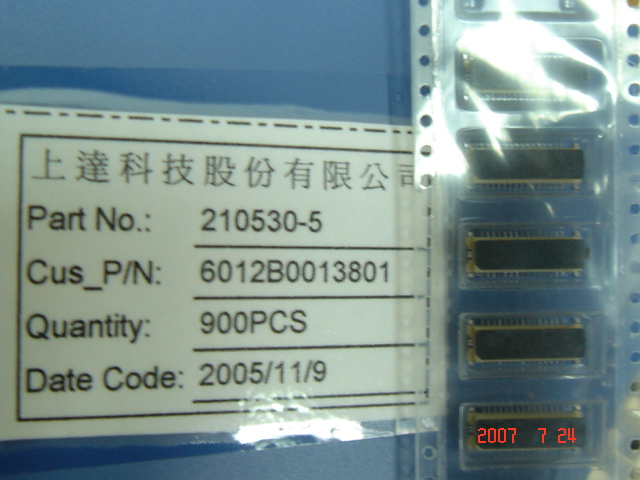 上達科技股份有限公司
Part No.: 210530-5
Cus_P/N: 6012B0013801
Quantity: 900PCS
Date Code: 2005/11/9
2007 7 24